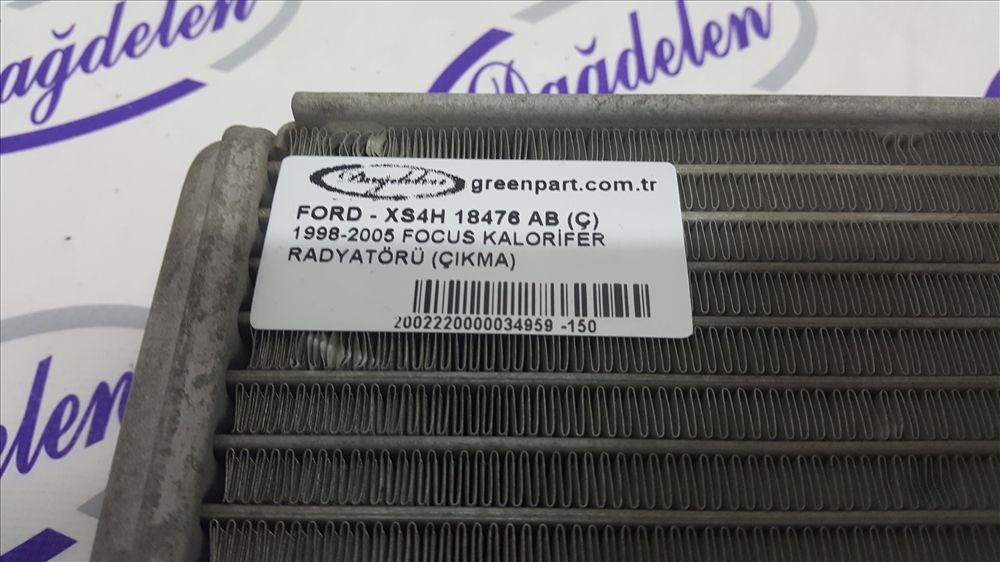 Dağdelen
Dağdelen
Dağdelen greenpart.com.tr
FORD - XS4H 18476 AB (Ç)
1998-2005 FOCUS KALORİFER
RADYATÖRÜ (ÇIKMA)
2002220000034959 -150
delen